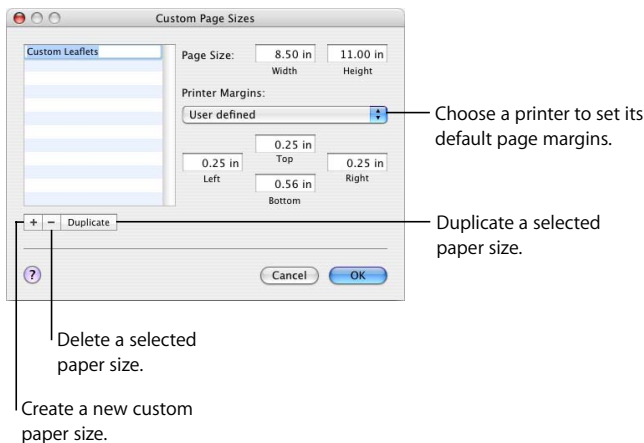 Custom Page Sizes
Custom Leaflets
Page Size:
8.50 in
11.00 in
Width
Height
Printer Margins:
User defined
Choose a printer to set its
default page margins.
0.25 in
Top
0.25 in
Left
0.25 in
Right
0.56 in
Bottom
+ − Duplicate
Duplicate a selected
paper size.
?
Cancel
OK
Delete a selected
paper size.
Create a new custom
paper size.